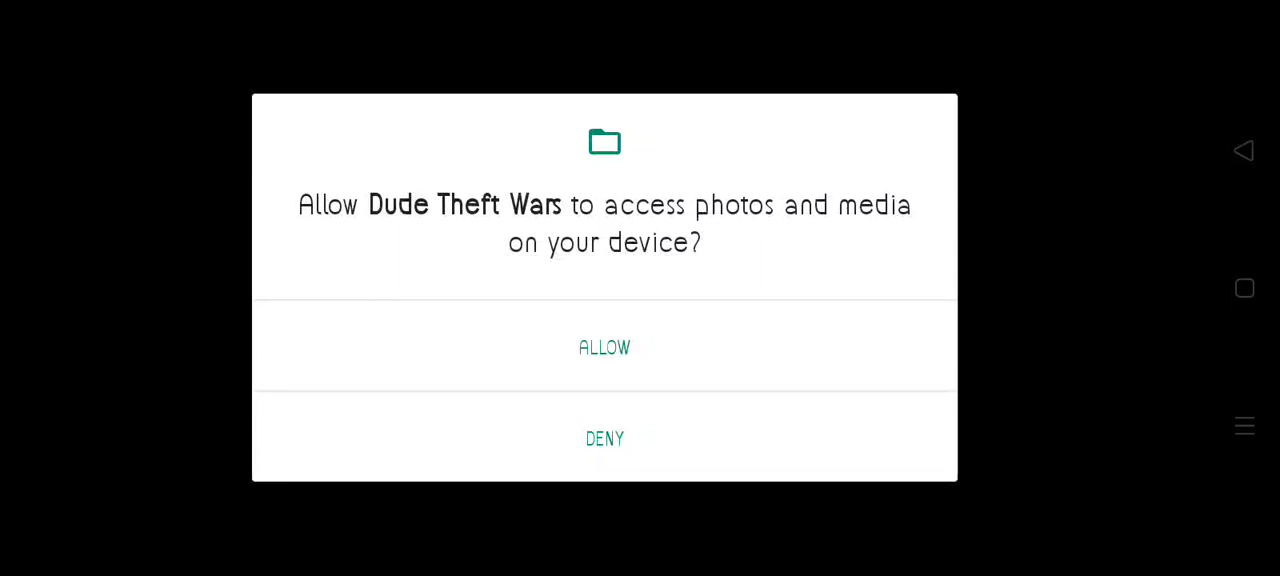 Allow Dude Theft Wars to access photos and media
on your device?
ALLOW
DENY